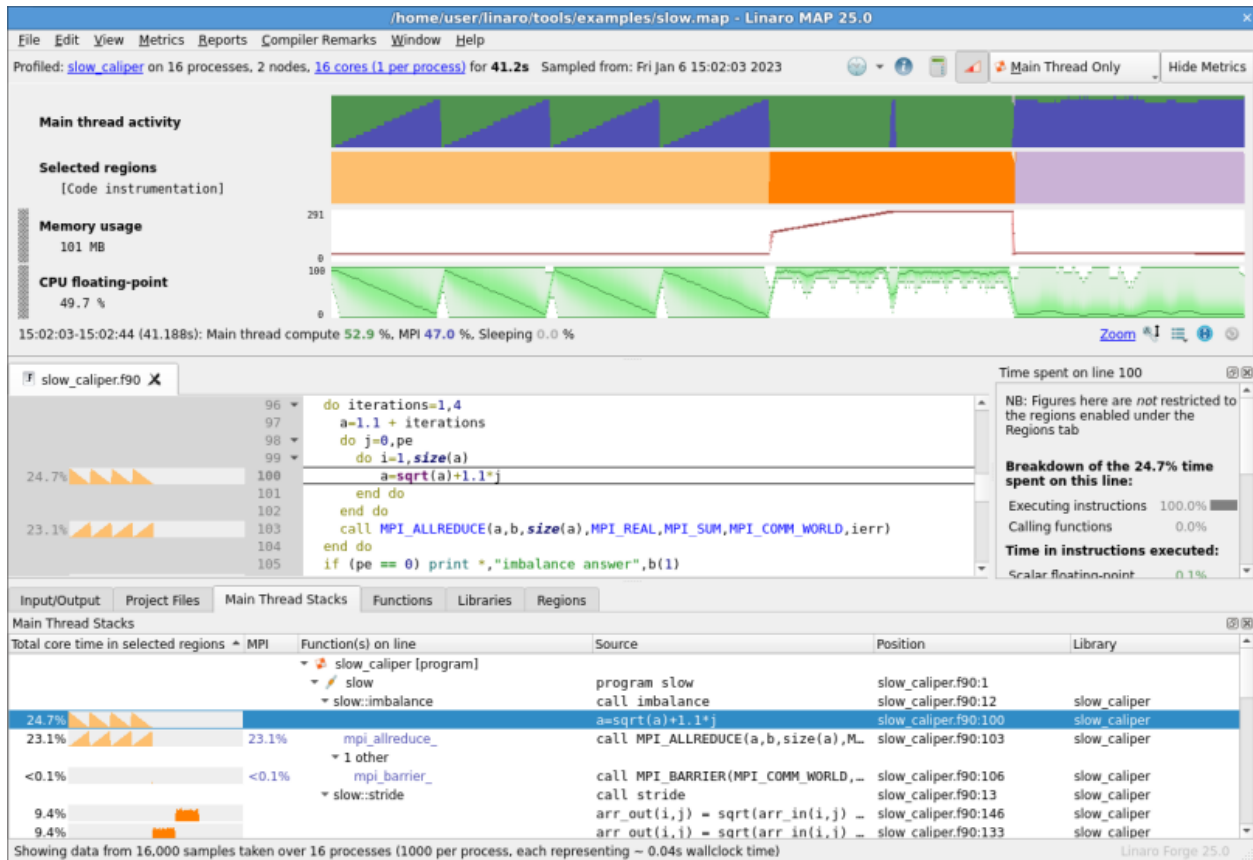 /home/user/linaro/tools/examples/slow.map - Linaro MAP 25.0
File Edit View Metrics Reports Compiler Remarks Window Help
Profiled: slow_caliper on 16 processes, 2 nodes, 16 cores (1 per process) for 41.2s Sampled from: Fri Jan 6 15:02:03 2023 Main Thread Only Hide Metrics
Main thread activity
Selected regions
[Code instrumentation]
Memory usage
101 MB
291
0
CPU floating-point
49.7 %
100
0
15:02:03-15:02:44 (41.188s): Main thread compute 52.9 %, MPI 47.0 %, Sleeping 0.0 % Zoom
slow_caliper.f90
96 do iterations=1,4
97 a=1.1 + iterations
98 do j=0,pe
99 do i=1,size(a)
24.7% 100 a=sqrt(a)+1.1*j
101 end do
102 end do
23.1% 103 call MPI_ALLREDUCE(a,b,size(a),MPI_REAL,MPI_SUM,MPI_COMM_WORLD,ierr)
104 end do
105 if (pe == 0) print *,"imbalance answer",b(1)
Time spent on line 100
NB: Figures here are not restricted to
the regions enabled under the
Regions tab
Breakdown of the 24.7% time
spent on this line:
Executing instructions 100.0%
Calling functions 0.0%
Time in instructions executed:
Scalar floating-point 0.1%
Input/Output Project Files Main Thread Stacks Functions Libraries Regions
Main Thread Stacks
Total core time in selected regions MPI Function(s) on line Source Position Library
slow_caliper [program]
slow program slow slow_caliper.f90:1
slow::imbalance call imbalance slow_caliper.f90:12 slow_caliper
24.7% a=sqrt(a)+1.1*j slow_caliper.f90:100 slow_caliper
23.1% 23.1% mpi_allreduce_ call MPI_ALLREDUCE(a,b,size(a),M… slow_caliper.f90:103 slow_caliper
1 other
<0.1% <0.1% mpi_barrier_ call MPI_BARRIER(MPI_COMM_WORLD,… slow_caliper.f90:106 slow_caliper
slow::stride call stride slow_caliper.f90:13 slow_caliper
9.4% arr_out(i,j) = sqrt(arr_in(i,j) … slow_caliper.f90:146 slow_caliper
9.4% arr_out(i,j) = sqrt(arr_in(i,j) … slow_caliper.f90:133 slow_caliper
Showing data from 16,000 samples taken over 16 processes (1000 per process, each representing ~ 0.04s wallclock time) Linaro Forge 25.0